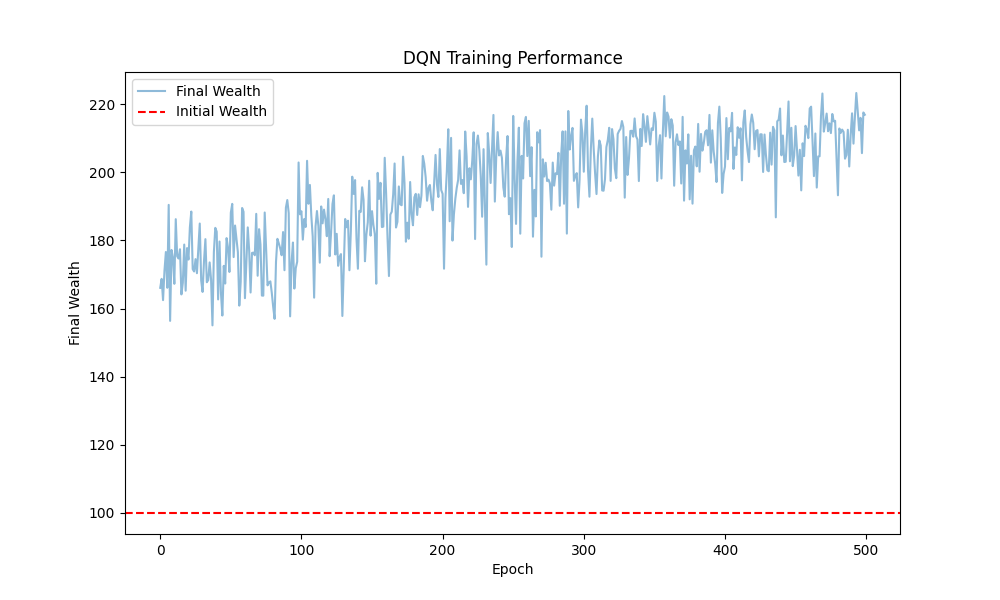 DQN Training Performance
Final Wealth
Initial Wealth
220
200
180
160
140
120
100
Final Wealth
0 100 200 300 400 500
Epoch